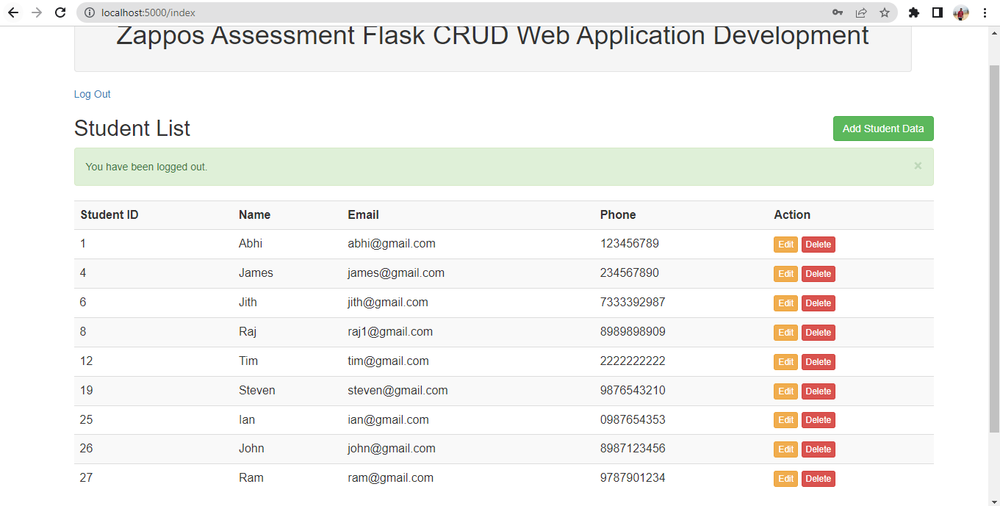 localhost:5000/index
Zappos Assessment Flask CRUD Web Application Development
Log Out
Student List
Add Student Data
You have been logged out.
×
Student ID Name Email Phone Action
1 Abhi abhi@gmail.com 123456789 Edit Delete
4 James james@gmail.com 234567890 Edit Delete
6 Jith jith@gmail.com 7333392987 Edit Delete
8 Raj raj1@gmail.com 8989898909 Edit Delete
12 Tim tim@gmail.com 2222222222 Edit Delete
19 Steven steven@gmail.com 9876543210 Edit Delete
25 Ian ian@gmail.com 0987654353 Edit Delete
26 John john@gmail.com 8987123456 Edit Delete
27 Ram ram@gmail.com 9787901234 Edit Delete